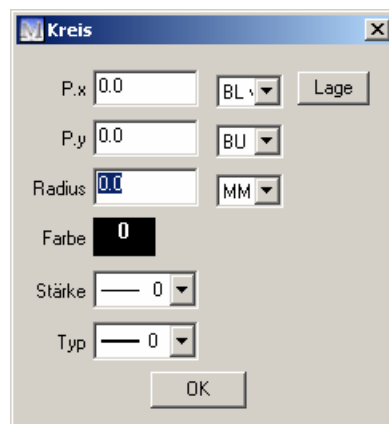 Kreis
P.x 0.0 BL Lage
P.y 0.0 BU
Radius 0.0 MM
Farbe 0
Stärke 0
Typ 0
OK